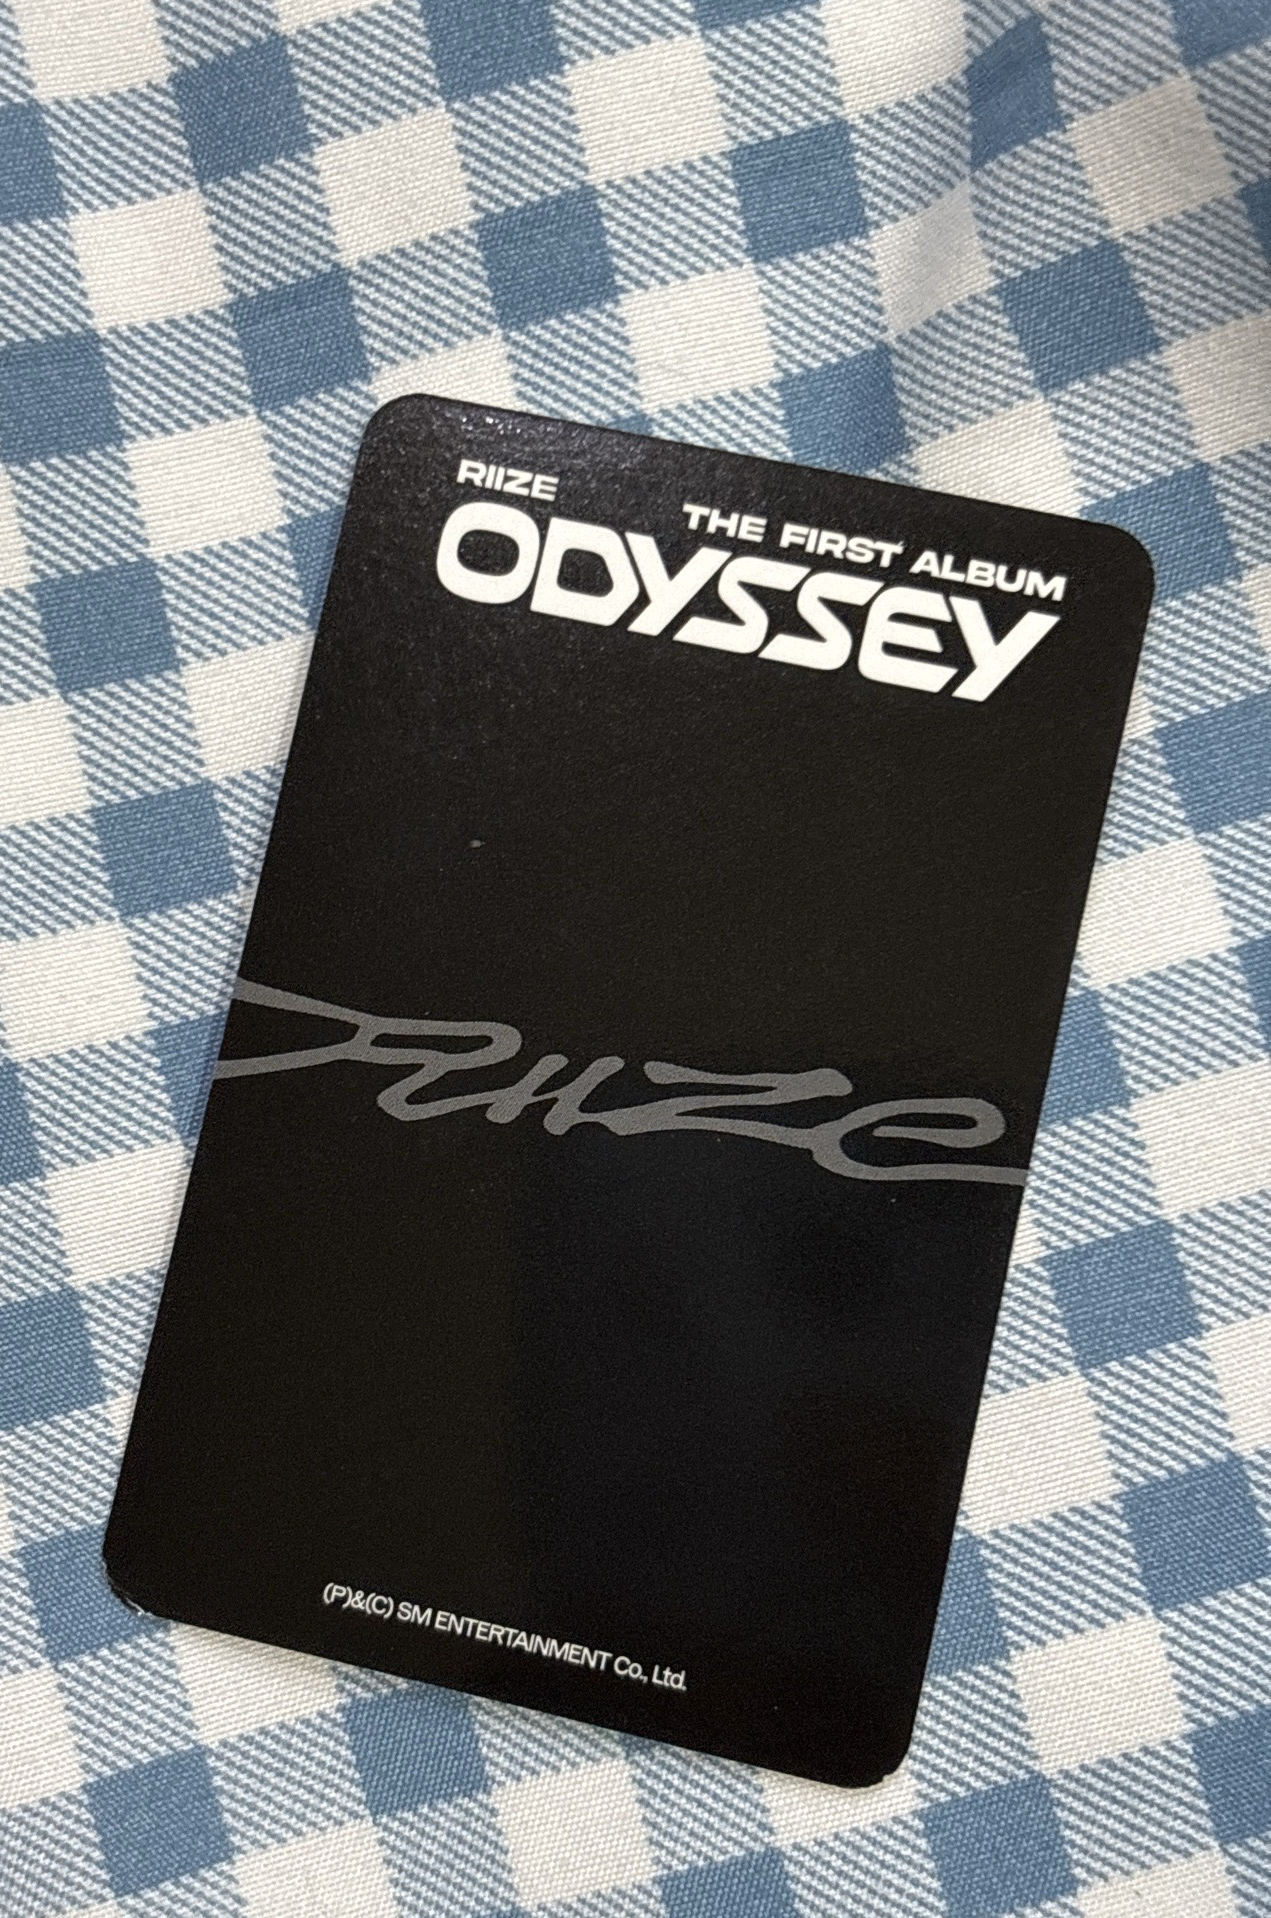 RIIZE
THE FIRST ALBUM
ODYSSEY
RIIZE
(P)&(C) SM ENTERTAINMENT Co., Ltd.